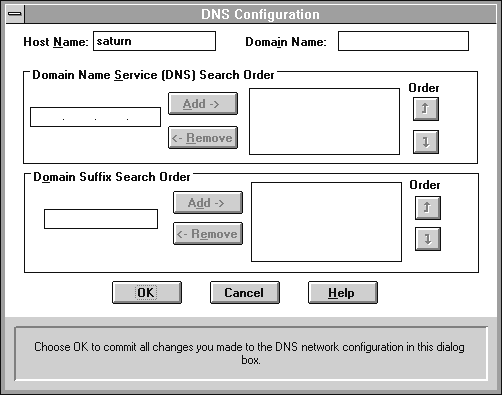 DNS Configuration
Host Name: saturn Domain Name:
Domain Name Service (DNS) Search Order
Order
Add ->
. . .
<- Remove
Domain Suffix Search Order
Order
Add ->
<- Remove
OK Cancel Help
Choose OK to commit all changes you made to the DNS network configuration in this dialog
box.